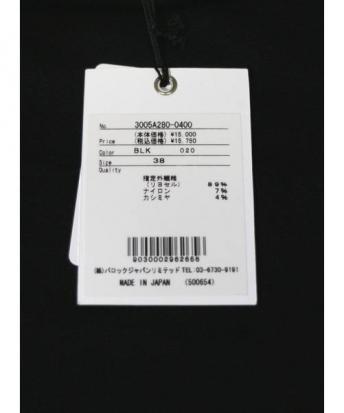 No. 3005A280-0400
(本体価格) ¥15,000
Price (税込価格) ¥15,750
Color BLK 020
Size 38
Quality
指定外繊維
(リヨセル) 89%
ナイロン 7%
カシミヤ 4%
9030002962666
(株)バロックジャパンリミテッド TEL:03-6730-9191
MADE IN JAPAN (500654)